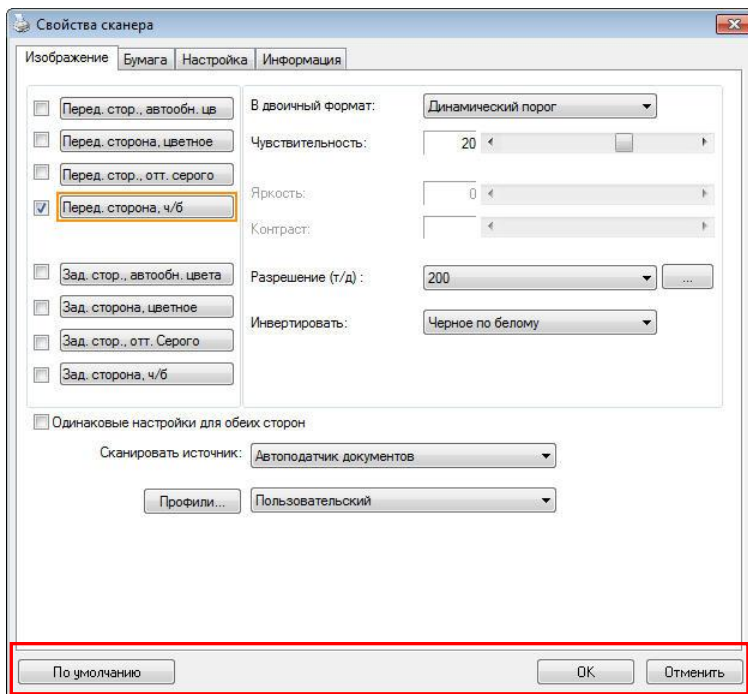 Свойства сканера
Изображение Бумага Настройка Информация
Перед. стор., автообн. цв
Перед. сторона, цветное
Перед. стор., отт. серого
Перед. сторона, ч/б
Зад. стор., автообн. цвета
Зад. сторона, цветное
Зад. стор., отт. Серого
Зад. сторона, ч/б
В двоичный формат: Динамический порог
Чувствительность: 20
Яркость: 0
Контраст:
Разрешение (т/д) : 200 ...
Инвертировать: Черное по белому
Одинаковые настройки для обеих сторон
Сканировать источник: Автоподатчик документов
Профили... Пользовательский
По умолчанию OK Отменить